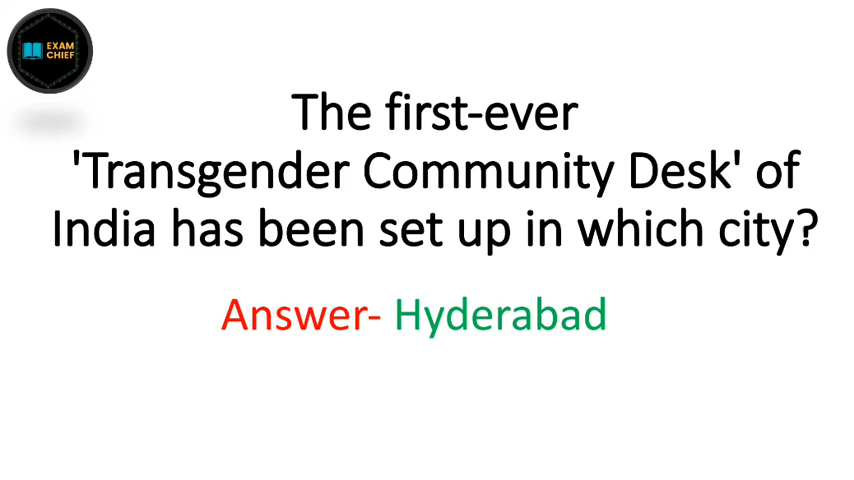 EXAM
CHIEF
The first-ever
'Transgender Community Desk' of
India has been set up in which city?
Answer- Hyderabad